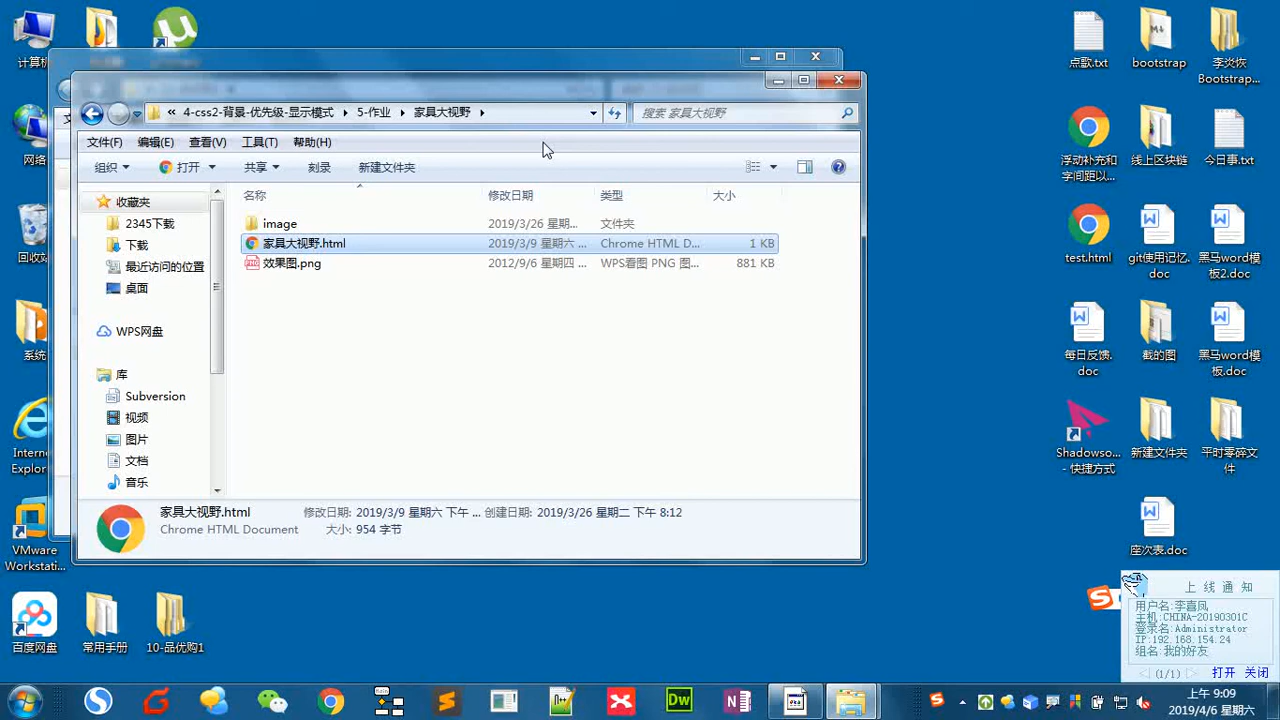 计算机
网络
回收站
系统
Internet Explor...
VMware Workstati...
百度网盘
常用手册
10-品优购1
« 4-css2-背景-优先级-显示模式 5-作业 家具大视野
搜索 家具大视野
文件(F) 编辑(E) 查看(V) 工具(T) 帮助(H)
组织 打开 共享 刻录 新建文件夹
名称 修改日期 类型 大小
image 2019/3/26 星期... 文件夹
家具大视野.html 2019/3/9 星期六 ... Chrome HTML D... 1 KB
效果图.png 2012/9/6 星期四 ... WPS看图 PNG 图... 881 KB
收藏夹
2345下载
下载
最近访问的位置
桌面
WPS网盘
库
Subversion
视频
图片
文档
音乐
家具大视野.html 修改日期: 2019/3/9 星期六 下午 ... 创建日期: 2019/3/26 星期二 下午 8:12
Chrome HTML Document 大小: 954 字节
点歌.txt
bootstrap
李炎恢
Bootstrap...
浮动补充和
字间距以...
线上区块链
今日事.txt
test.html
git使用记忆.
doc
黑马word模
板2.doc
每日反馈.
doc
截的图
黑马word模
板.doc
Shadowso...
- 快捷方式
新建文件夹
平时零碎文
件
座次表.doc
上线通知
用户名:李喜凤
主机:CHINA-20190301C
登录名:Administrator
IP:192.168.154.24
组名:我的好友
(1/1) 打开 关闭
上午 9:09
2019/4/6 星期六